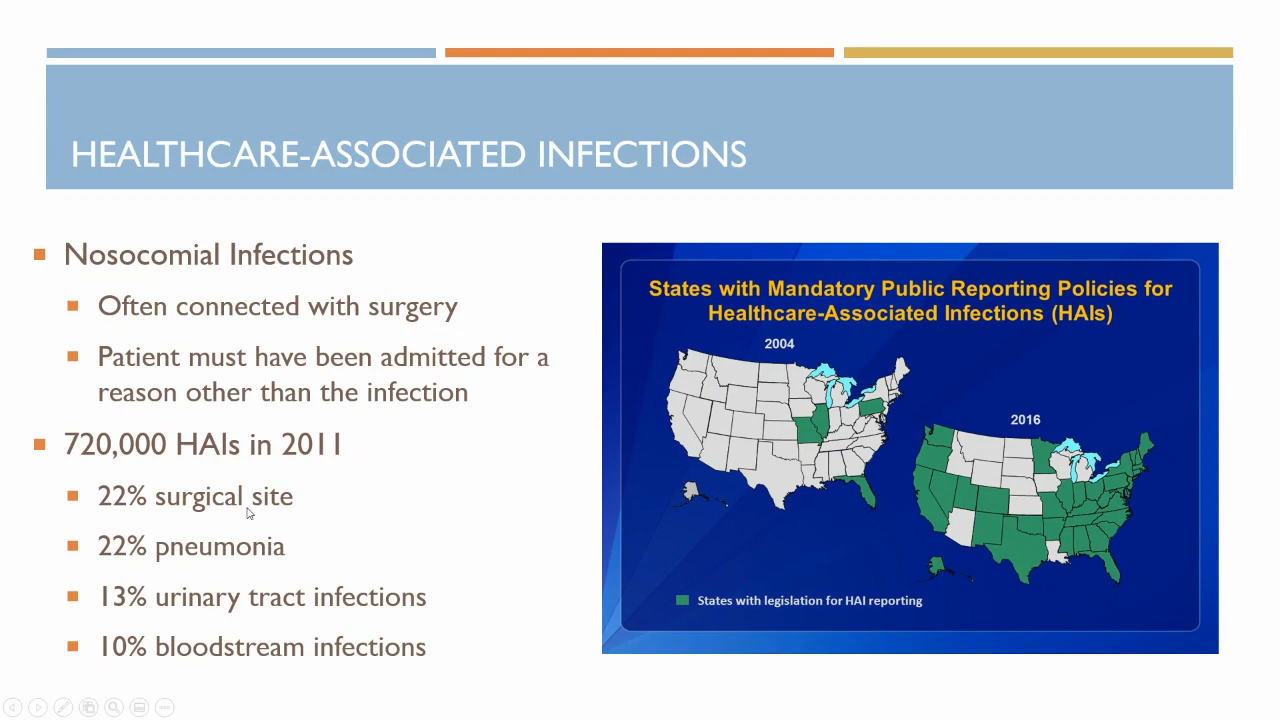 HEALTHCARE-ASSOCIATED INFECTIONS
Nosocomial Infections
Often connected with surgery
Patient must have been admitted for a
reason other than the infection
720,000 HAIs in 2011
22% surgical site
22% pneumonia
13% urinary tract infections
10% bloodstream infections
States with Mandatory Public Reporting Policies for
Healthcare-Associated Infections (HAIs)
2004
2016
States with legislation for HAI reporting